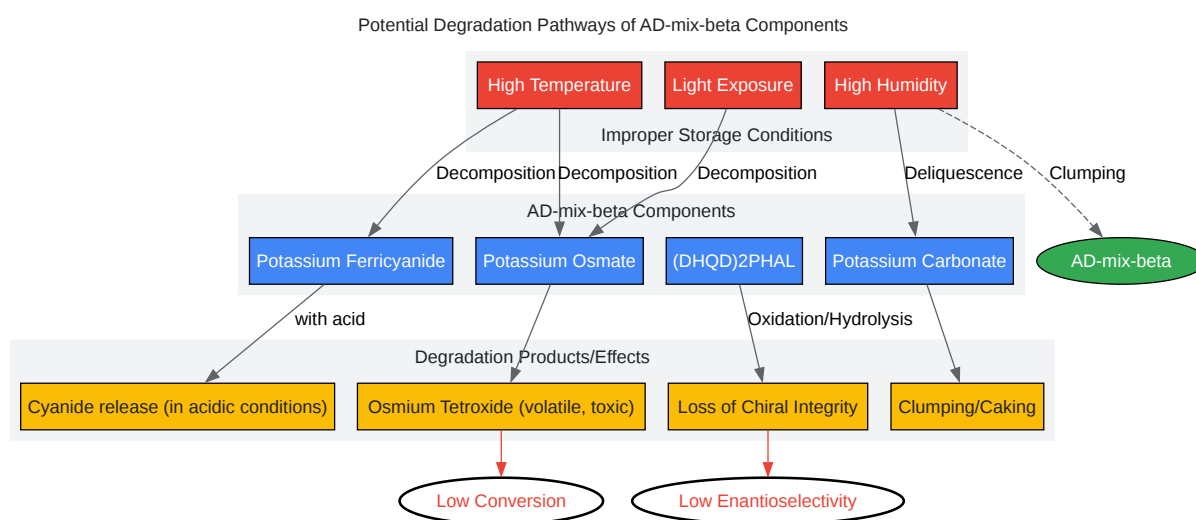 Potential Degradation Pathways of AD-mix-beta Components
High Temperature
Light Exposure
High Humidity
Improper Storage Conditions
Decomposition
Decomposition
Decomposition
Deliquescence
Clumping
AD-mix-beta Components
Potassium Ferricyanide
Potassium Osmate
(DHQD)2PHAL
Potassium Carbonate
AD-mix-beta
with acid
Oxidation/Hydrolysis
Degradation Products/Effects
Cyanide release (in acidic conditions)
Osmium Tetroxide (volatile, toxic)
Loss of Chiral Integrity
Clumping/Caking
Low Conversion
Low Enantioselectivity